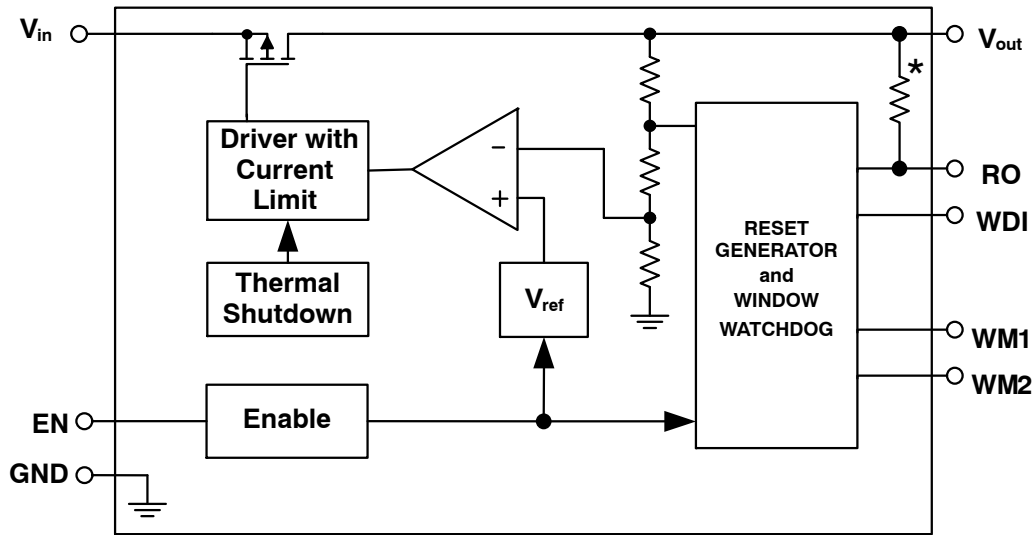 Vin
Vout
*
Driver with
Current
Limit
−
+
RO
WDI
RESET
GENERATOR
and
WINDOW
WATCHDOG
Thermal
Shutdown
Vref
WM1
WM2
EN
Enable
GND